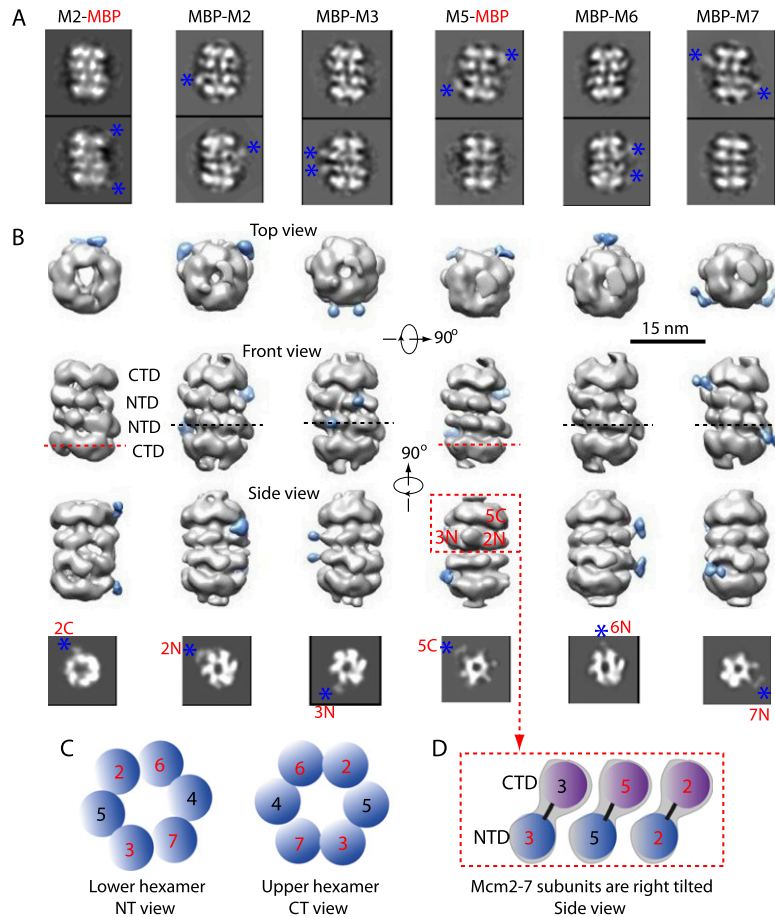 A
M2-MBP MBP-M2 MBP-M3 M5-MBP MBP-M6 MBP-M7
* *
* * *
* * * *
* *
B
Top view
90o
15 nm
Front view
CTD
NTD
NTD
CTD
90o
Side view
5C
3N 2N
2C 6N
* 2N * 5C * *
* *
3N 7N
C D
2 6 6 2
5 4 4 5
3 7 7 3
CTD 3 5 2
NTD 3 5 2
Lower hexamer Upper hexamer Mcm2-7 subunits are right tilted
NT view CT view Side view